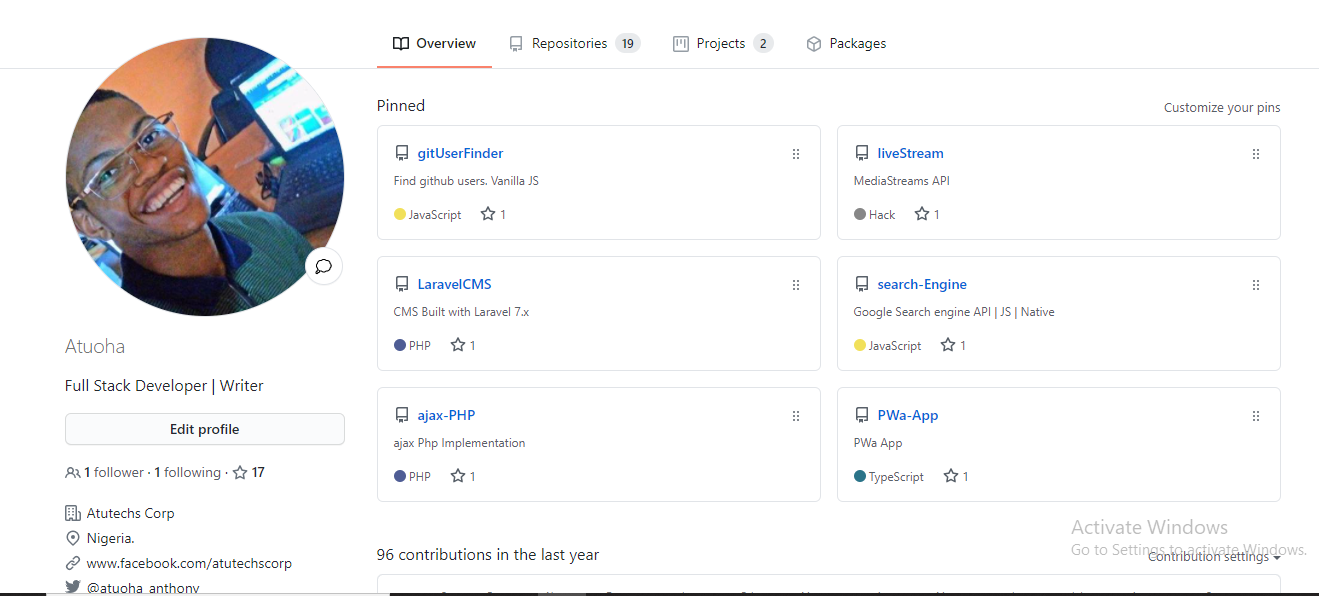 Overview Repositories 19 Projects 2 Packages
Pinned
Customize your pins
gitUserFinder
Find github users. Vanilla JS
JavaScript 1
liveStream
MediaStreams API
Hack 1
LaravelCMS
CMS Built with Laravel 7.x
PHP 1
search-Engine
Google Search engine API | JS | Native
JavaScript 1
ajax-PHP
ajax Php Implementation
PHP 1
PWa-App
PWa App
TypeScript 1
Atuoha
Full Stack Developer | Writer
Edit profile
1 follower · 1 following · 17
Atutechs Corp
Nigeria.
www.facebook.com/atutechscorp
@atuoha_anthony
96 contributions in the last year
Contribution settings
Activate Windows
Go to Settings to activate Windows.